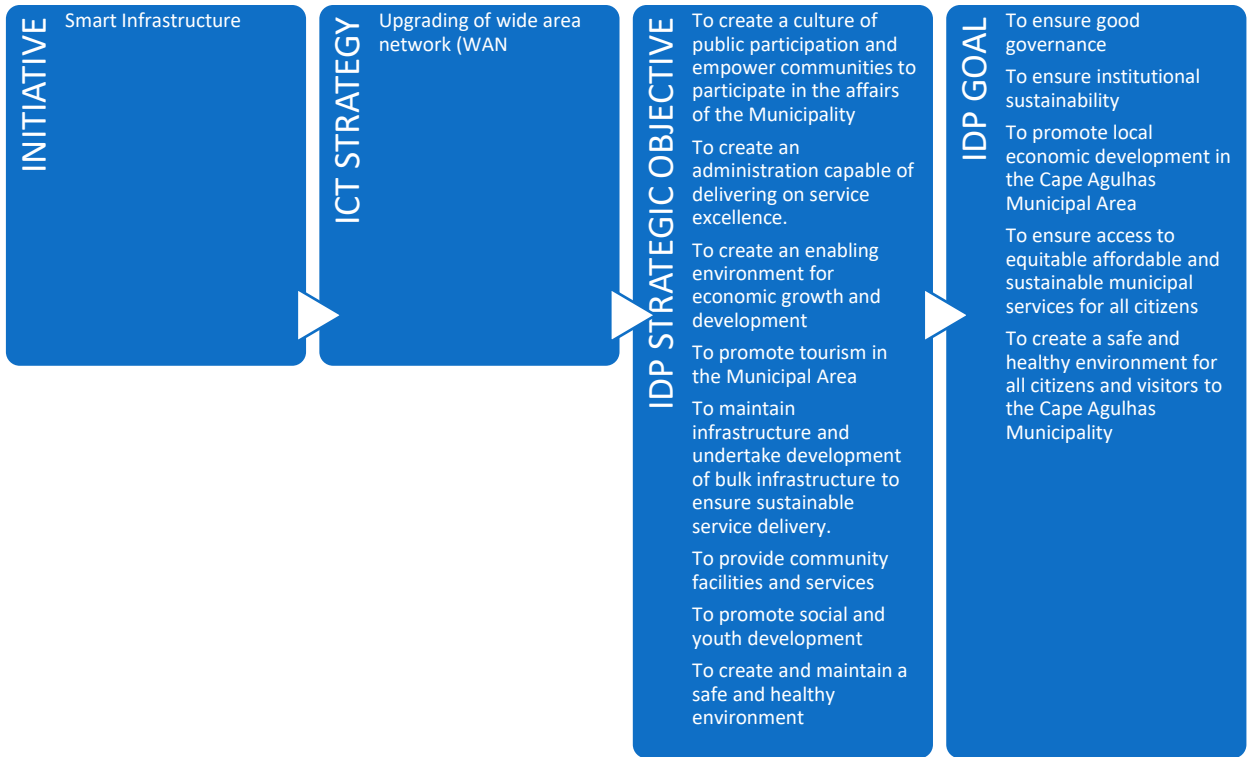 INITIATIVE
Smart Infrastructure
ICT STRATEGY
Upgrading of wide area
network (WAN
IDP STRATEGIC OBJECTIVE
To create a culture of
public participation and
empower communities to
participate in the affairs
of the Municipality
To create an
administration capable of
delivering on service
excellence.
To create an enabling
environment for
economic growth and
development
To promote tourism in
the Municipal Area
To maintain
infrastructure and
undertake development
of bulk infrastructure to
ensure sustainable
service delivery.
To provide community
facilities and services
To promote social and
youth development
To create and maintain a
safe and healthy
environment
IDP GOAL
To ensure good
governance
To ensure institutional
sustainability
To promote local
economic development in
the Cape Agulhas
Municipal Area
To ensure access to
equitable affordable and
sustainable municipal
services for all citizens
To create a safe and
healthy environment for
all citizens and visitors to
the Cape Agulhas
Municipality